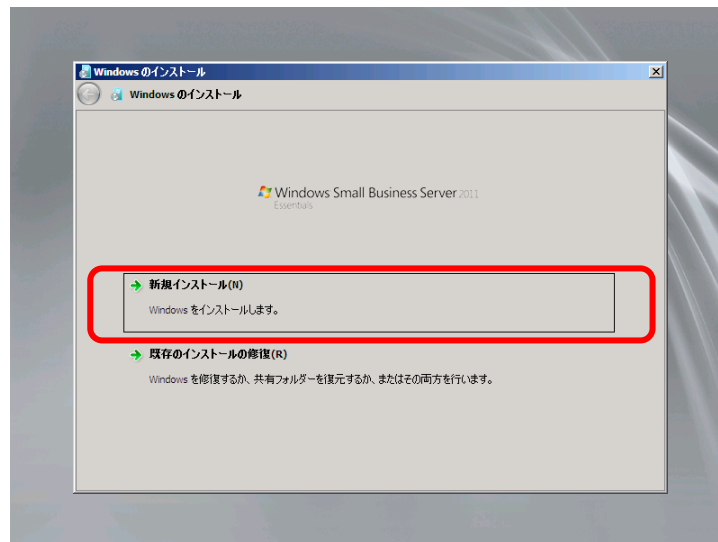 Windows のインストール
Windows のインストール
Windows Small Business Server 2011
Essentials
新規インストール(N)
Windows をインストールします。
既存のインストールの修復(R)
Windows を修復するか、共有フォルダーを復元するか、またはその両方を行います。